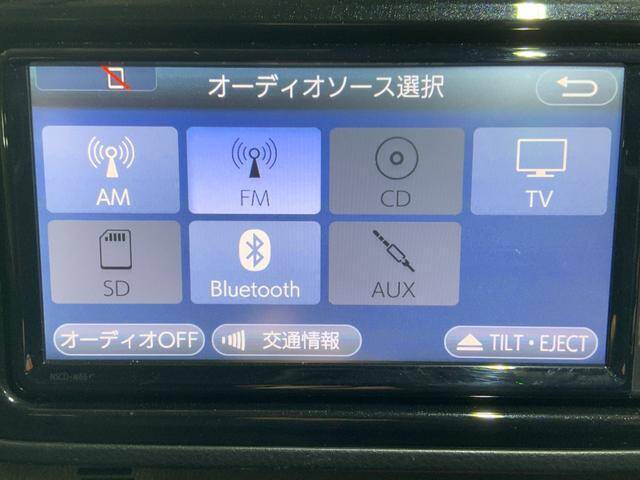 オーディオソース選択
AM FM CD TV
SD Bluetooth AUX
オーディオOFF 交通情報 TILT・EJECT